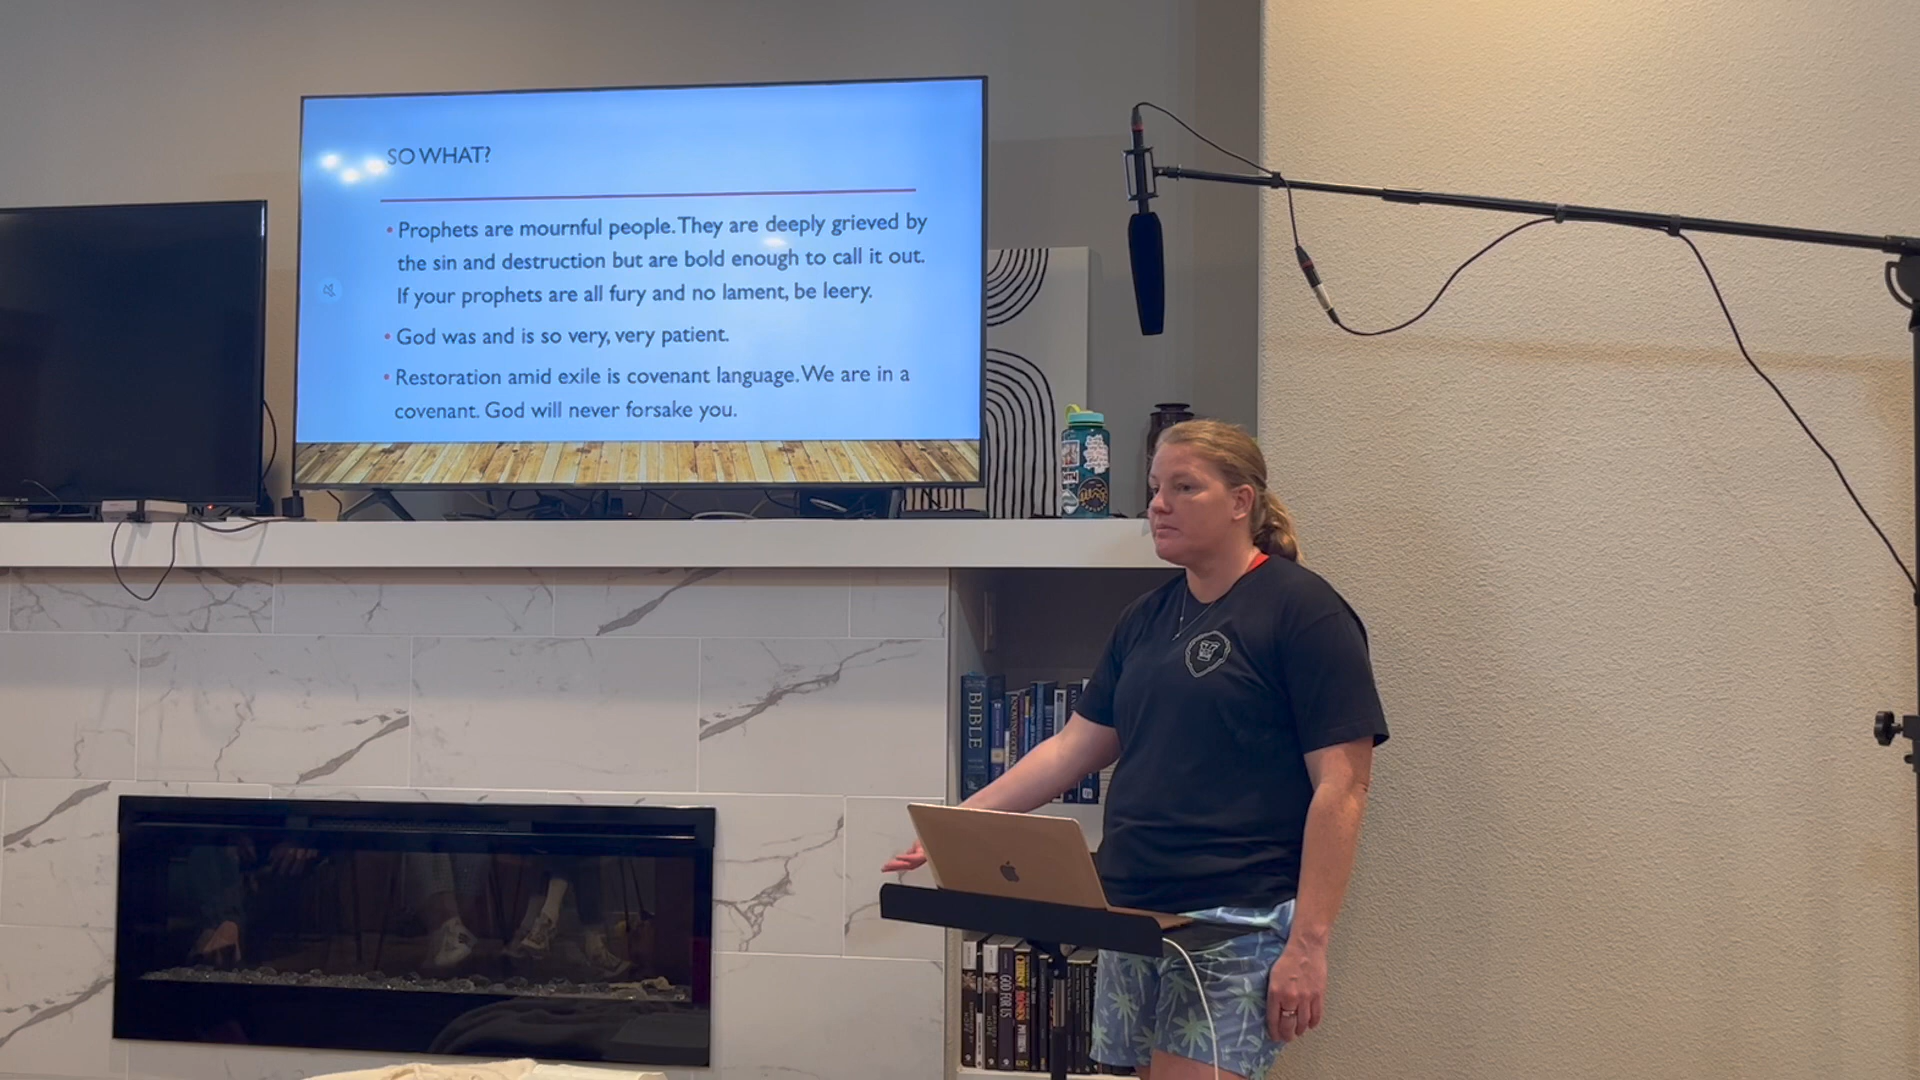 SO WHAT?
• Prophets are mournful people. They are deeply grieved by
the sin and destruction but are bold enough to call it out.
If your prophets are all fury and no lament, be leery.
• God was and is so very, very patient.
• Restoration amid exile is covenant language. We are in a
covenant. God will never forsake you.
BIBLE
GOD FOR US